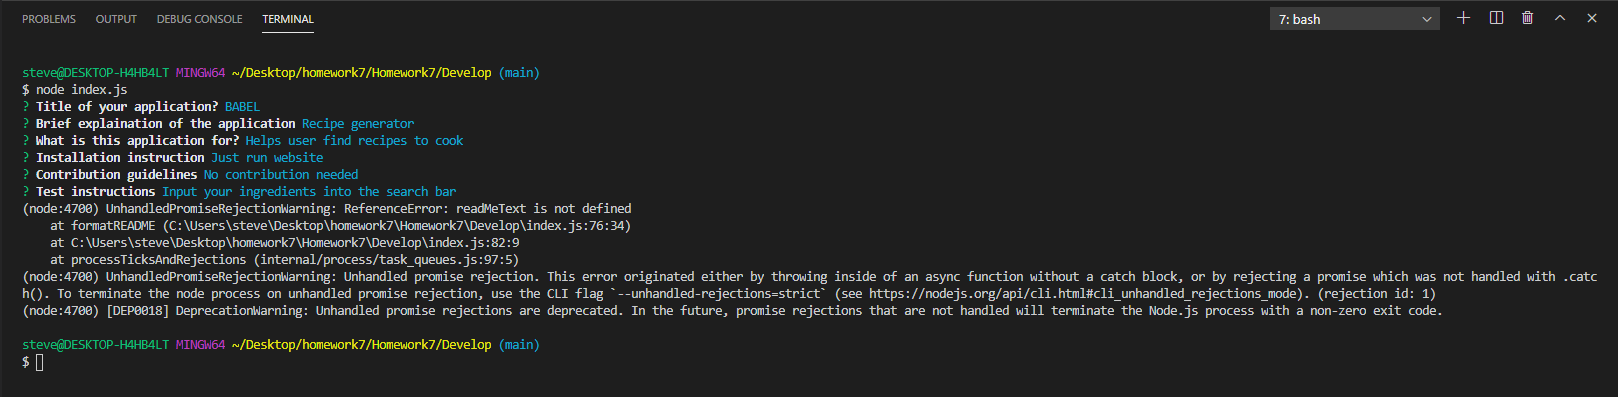 PROBLEMS OUTPUT DEBUG CONSOLE TERMINAL 7: bash
steve@DESKTOP-H4HB4LT MINGW64 ~/Desktop/homework7/Homework7/Develop (main)
$ node index.js
? Title of your application? BABEL
? Brief explaination of the application Recipe generator
? What is this application for? Helps user find recipes to cook
? Installation instruction Just run website
? Contribution guidelines No contribution needed
? Test instructions Input your ingredients into the search bar
(node:4700) UnhandledPromiseRejectionWarning: ReferenceError: readMeText is not defined
    at formatREADME (C:\Users\steve\Desktop\homework7\Homework7\Develop\index.js:76:34)
    at C:\Users\steve\Desktop\homework7\Homework7\Develop\index.js:82:9
    at processTicksAndRejections (internal/process/task_queues.js:97:5)
(node:4700) UnhandledPromiseRejectionWarning: Unhandled promise rejection. This error originated either by throwing inside of an async function without a catch block, or by rejecting a promise which was not handled with .catc
h(). To terminate the node process on unhandled promise rejection, use the CLI flag `--unhandled-rejections=strict` (see https://nodejs.org/api/cli.html#cli_unhandled_rejections_mode). (rejection id: 1)
(node:4700) [DEP0018] DeprecationWarning: Unhandled promise rejections are deprecated. In the future, promise rejections that are not handled will terminate the Node.js process with a non-zero exit code.
steve@DESKTOP-H4HB4LT MINGW64 ~/Desktop/homework7/Homework7/Develop (main)
$